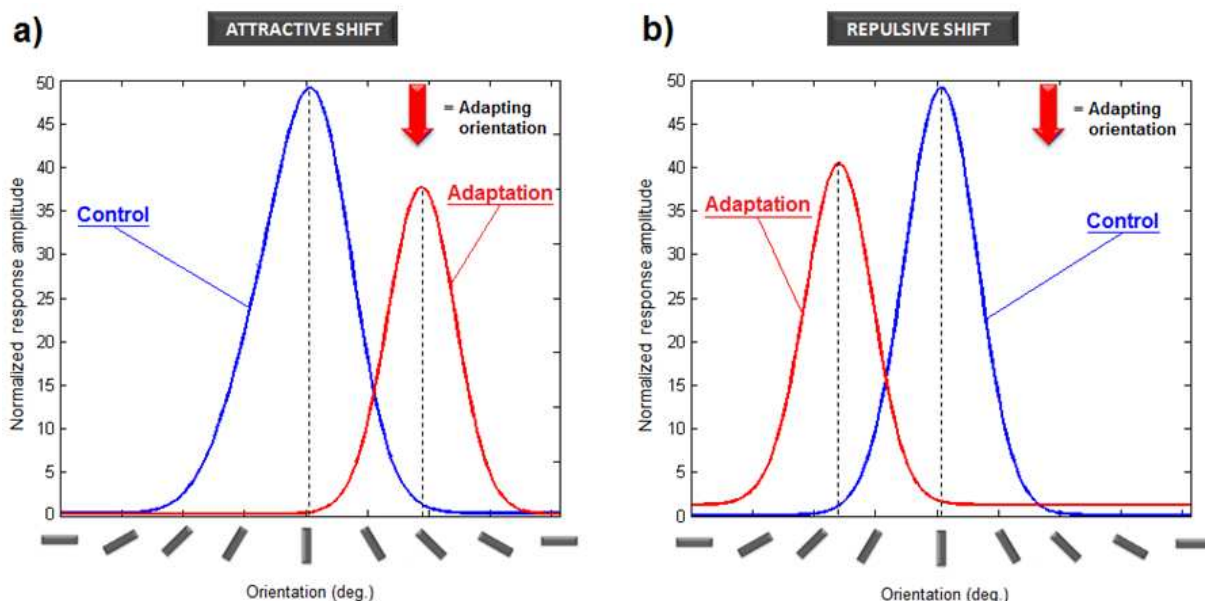 a)
ATTRACTIVE SHIFT
50
45
40
35
30
25
20
15
10
5
0
Normalized response amplitude
= Adapting
orientation
Control
Adaptation
Orientation (deg.)
b)
REPULSIVE SHIFT
50
45
40
35
30
25
20
15
10
5
0
Normalized response amplitude
= Adapting
orientation
Adaptation
Control
Orientation (deg.)